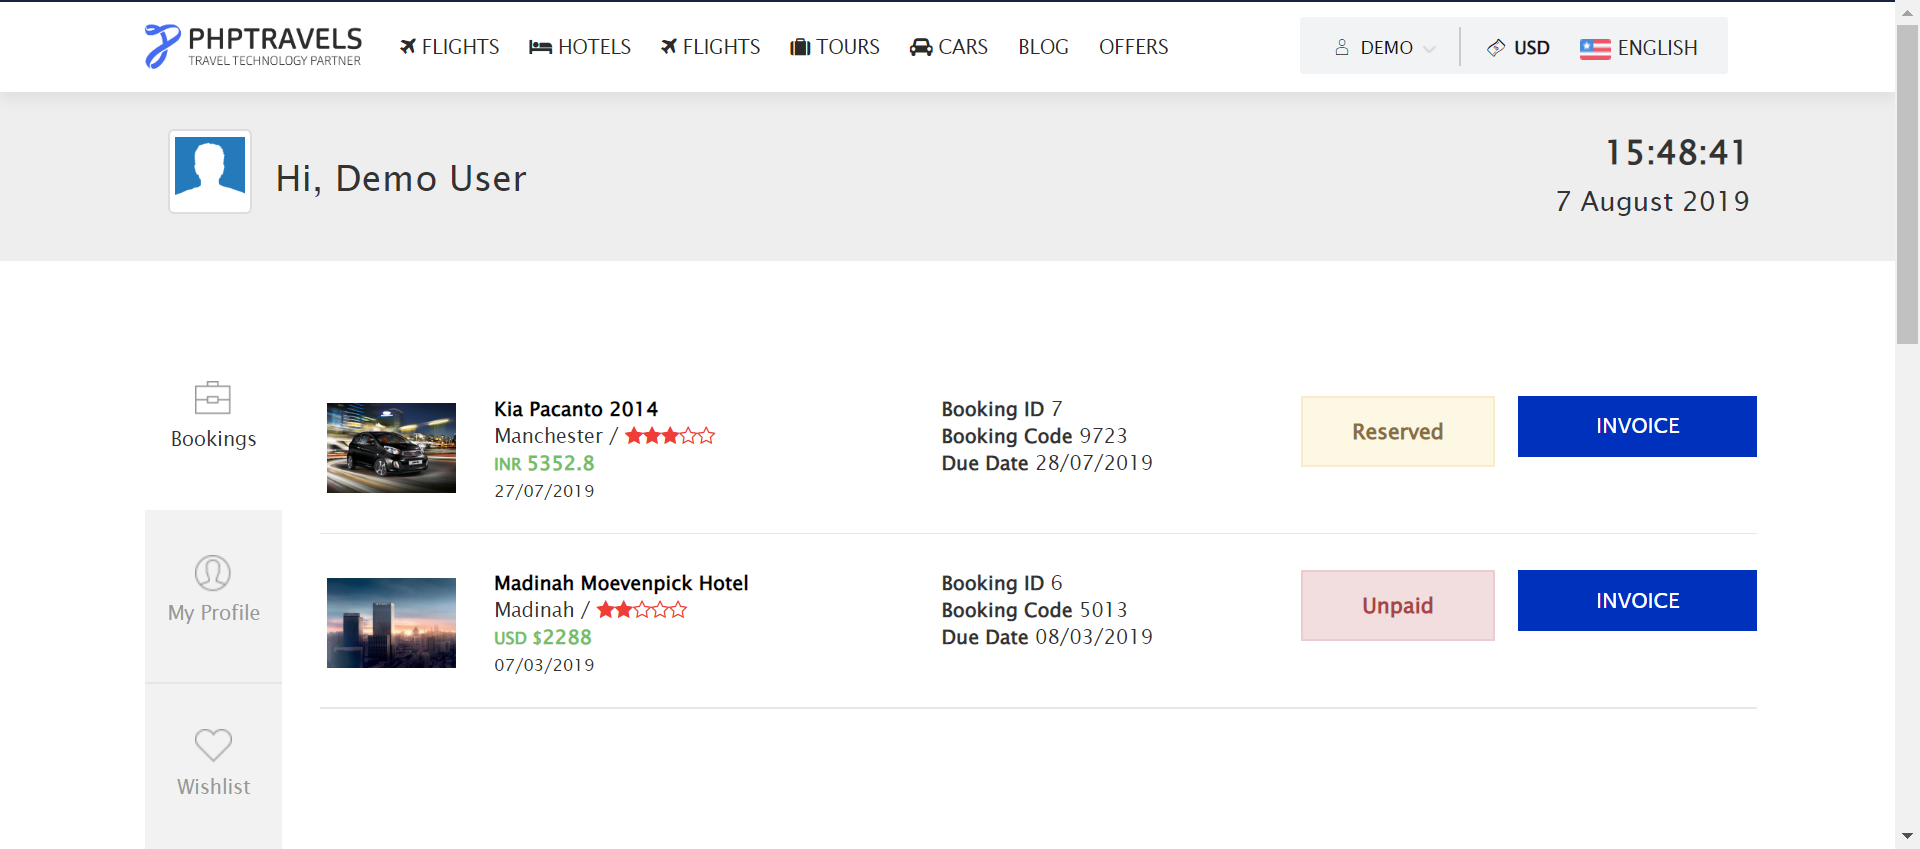 PHPTRAVELS
TRAVEL TECHNOLOGY PARTNER
FLIGHTS HOTELS FLIGHTS TOURS CARS BLOG OFFERS
DEMO USD ENGLISH
Hi, Demo User
15:48:41
7 August 2019
Bookings
My Profile
Wishlist
Kia Pacanto 2014
Manchester /
INR 5352.8
27/07/2019
Booking ID 7
Booking Code 9723
Due Date 28/07/2019
Reserved
INVOICE
Madinah Moevenpick Hotel
Madinah /
USD $2288
07/03/2019
Booking ID 6
Booking Code 5013
Due Date 08/03/2019
Unpaid
INVOICE